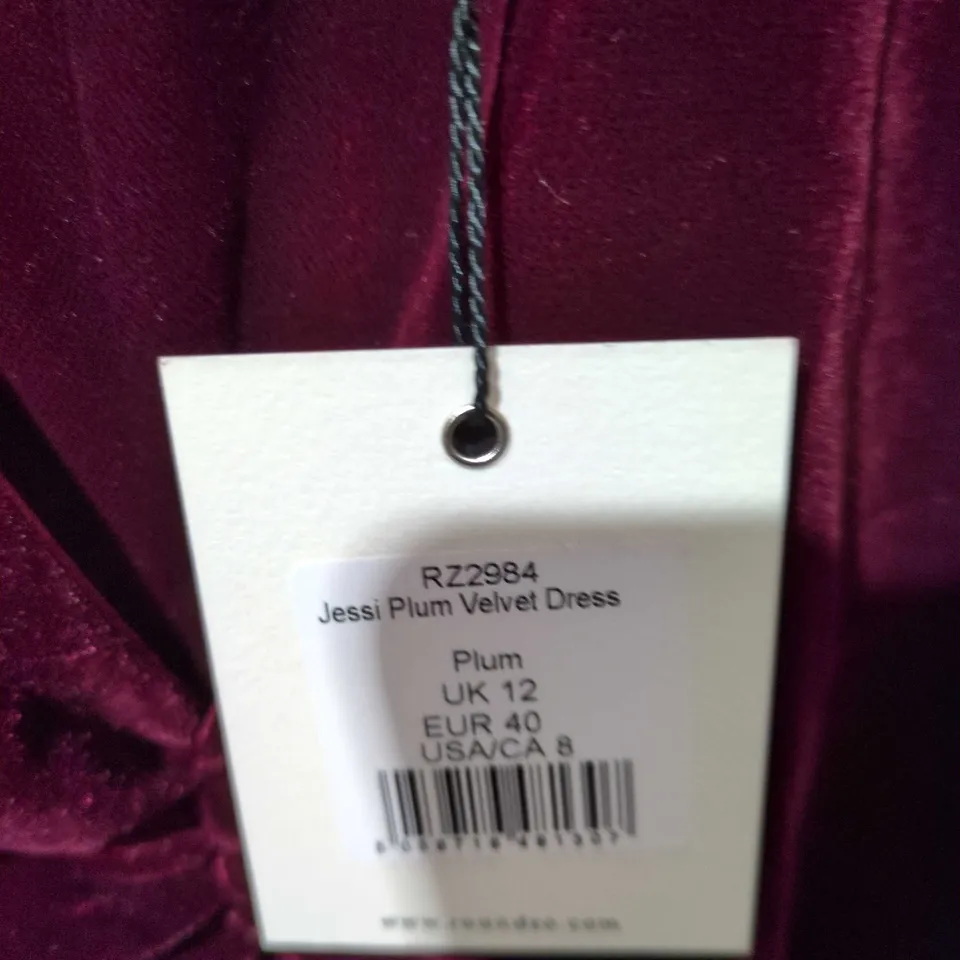 RZ2984
Jessi Plum Velvet Dress
Plum
UK 12
EUR 40
USA/CA 8